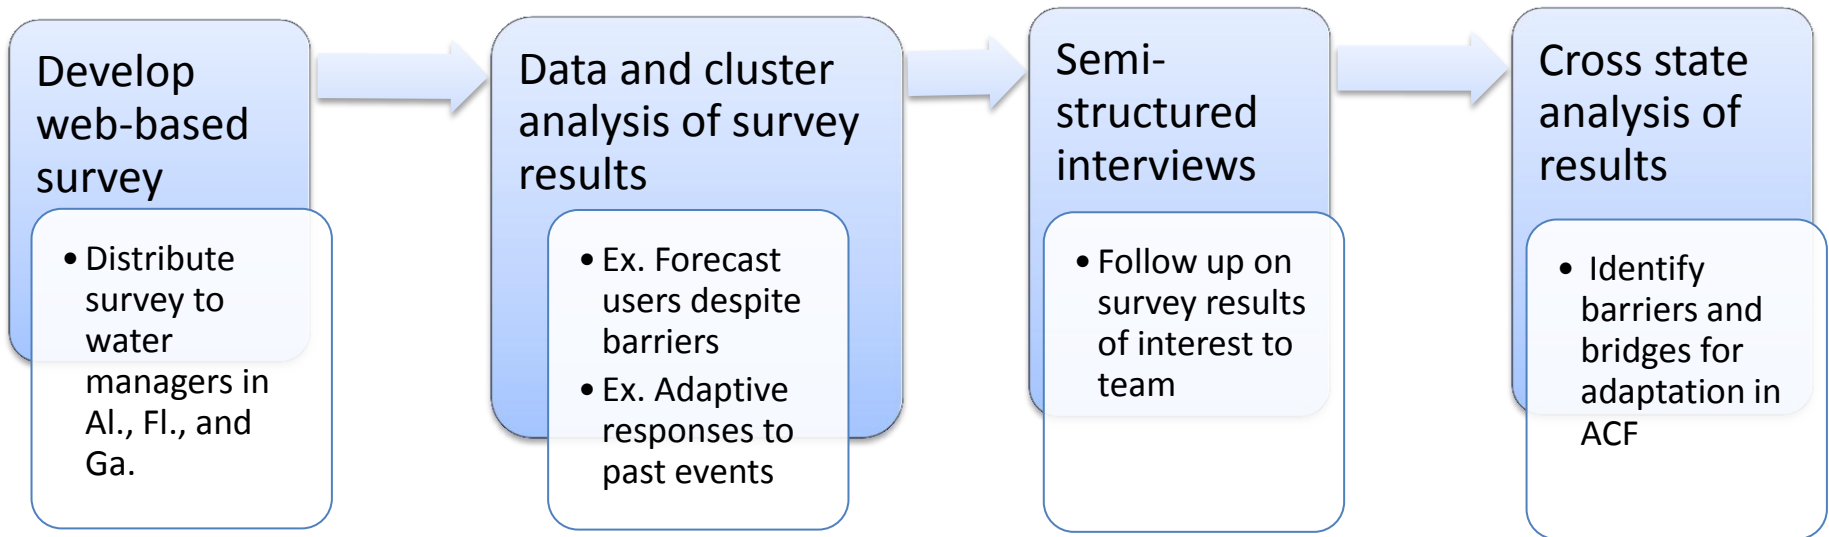 Develop
web-based
survey
• Distribute
survey to
water
managers in
Al., Fl., and
Ga.
Data and cluster
analysis of survey
results
• Ex. Forecast
users despite
barriers
• Ex. Adaptive
responses to
past events
Semi-
structured
interviews
• Follow up on
survey results
of interest to
team
Cross state
analysis of
results
• Identify
barriers and
bridges for
adaptation in
ACF